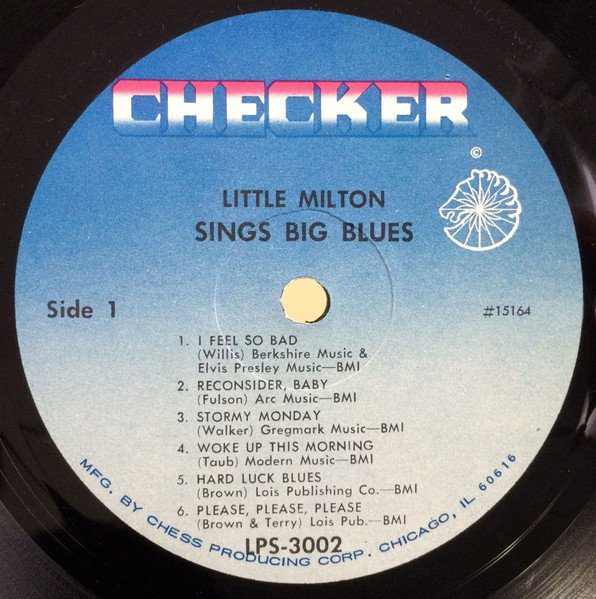 CHECKER
©
LITTLE MILTON
SINGS BIG BLUES
Side 1
#15164
1. I FEEL SO BAD
(Willis) Berkshire Music &
Elvis Presley Music—BMI
2. RECONSIDER, BABY
(Fulson) Arc Music—BMI
3. STORMY MONDAY
(Walker) Gregmark Music—BMI
4. WOKE UP THIS MORNING
(Taub) Modern Music—BMI
5. HARD LUCK BLUES
(Brown) Lois Publishing Co.—BMI
6. PLEASE, PLEASE, PLEASE
(Brown & Terry) Lois Pub.—BMI
LPS-3002
MFG. BY CHESS PRODUCING CORP. CHICAGO, IL 60616